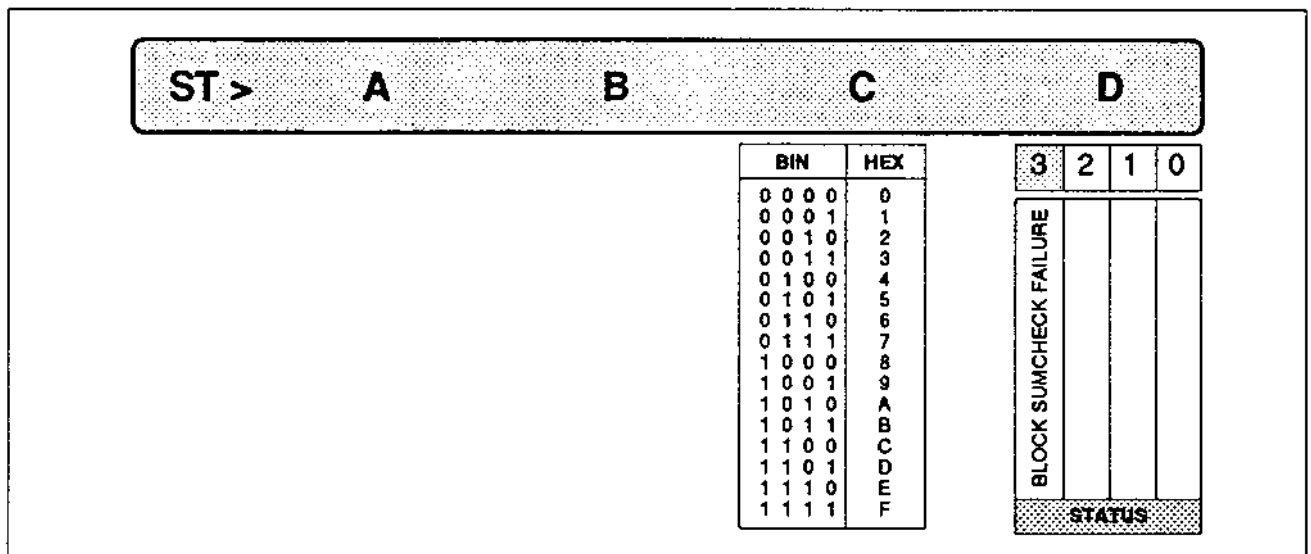 ST > A B C D
BIN HEX
0 0 0 0 0
0 0 0 1 1
0 0 1 0 2
0 0 1 1 3
0 1 0 0 4
0 1 0 1 5
0 1 1 0 6
0 1 1 1 7
1 0 0 0 8
1 0 0 1 9
1 0 1 0 A
1 0 1 1 B
1 1 0 0 C
1 1 0 1 D
1 1 1 0 E
1 1 1 1 F
3 2 1 0
BLOCK SUMCHECK FAILURE
STATUS